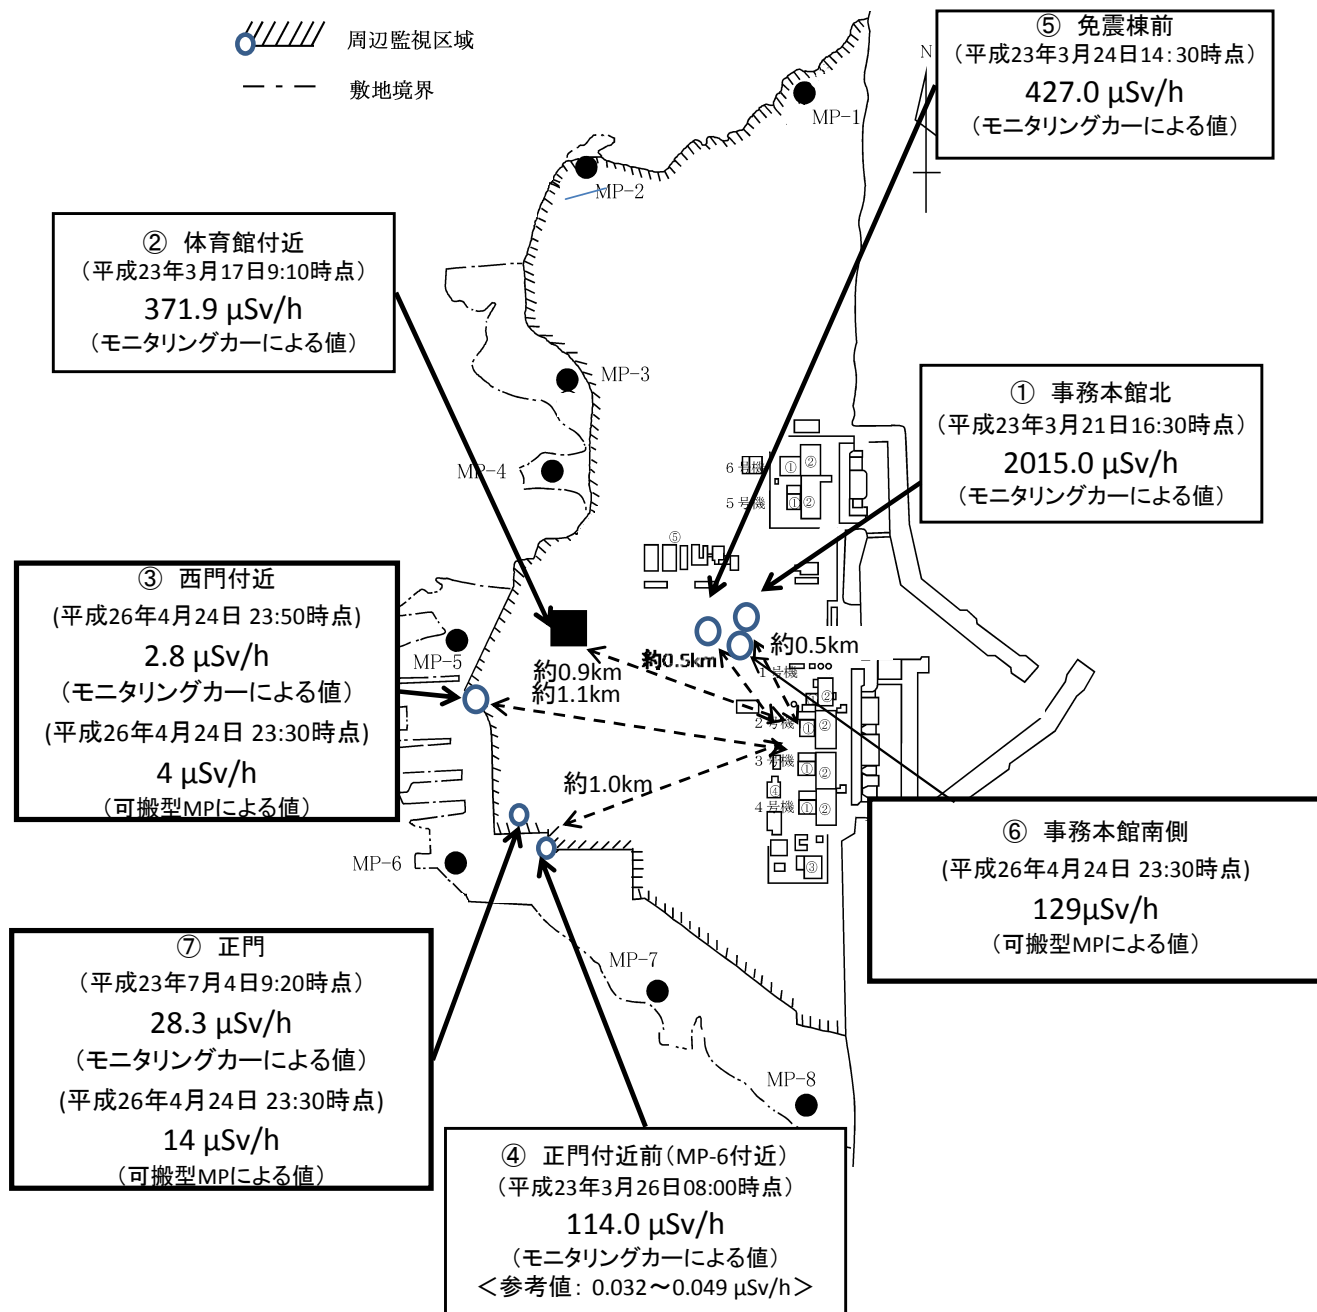 周辺監視区域
敷地境界
⑤ 免震棟前
(平成23年3月24日14:30時点)
427.0 μSv/h
(モニタリングカーによる値)
N
MP-1
MP-2
② 体育館付近
(平成23年3月17日9:10時点)
371.9 μSv/h
(モニタリングカーによる値)
MP-3
① 事務本館北
(平成23年3月21日16:30時点)
2015.0 μSv/h
(モニタリングカーによる値)
MP-4
6号機
① ②
5号機
① ②
⑤
③ 西門付近
(平成26年4月24日 23:50時点)
2.8 μSv/h
(モニタリングカーによる値)
(平成26年4月24日 23:30時点)
4 μSv/h
(可搬型MPによる値)
MP-5
約0.9km
約1.1km
約0.5km
約0.5km
1号機
②
2号機
① ②
3号機
① ②
④
4号機
① ②
③
約1.0km
MP-6
⑥ 事務本館南側
(平成26年4月24日 23:30時点)
129μSv/h
(可搬型MPによる値)
⑦ 正門
(平成23年7月4日9:20時点)
28.3 μSv/h
(モニタリングカーによる値)
(平成26年4月24日 23:30時点)
14 μSv/h
(可搬型MPによる値)
MP-7
MP-8
④ 正門付近前(MP-6付近)
(平成23年3月26日08:00時点)
114.0 μSv/h
(モニタリングカーによる値)
<参考値: 0.032~0.049 μSv/h>